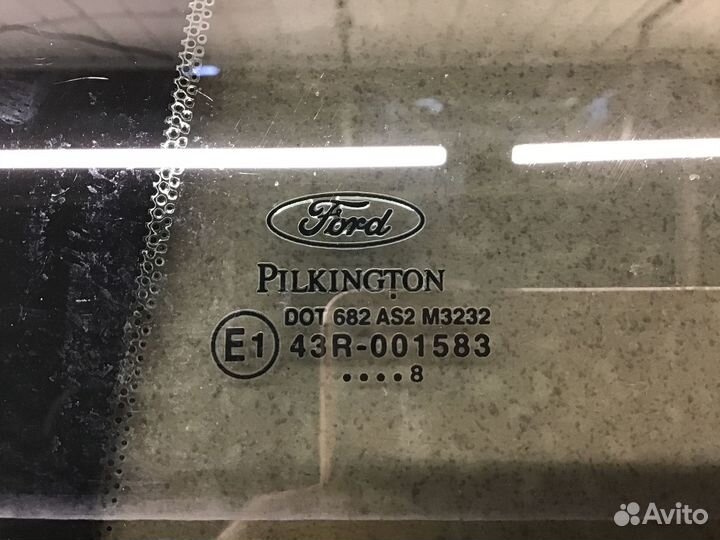 Ford
PILKINGTON
DOT 682 AS2 M3232
E1 43R-001583
....8
Avito